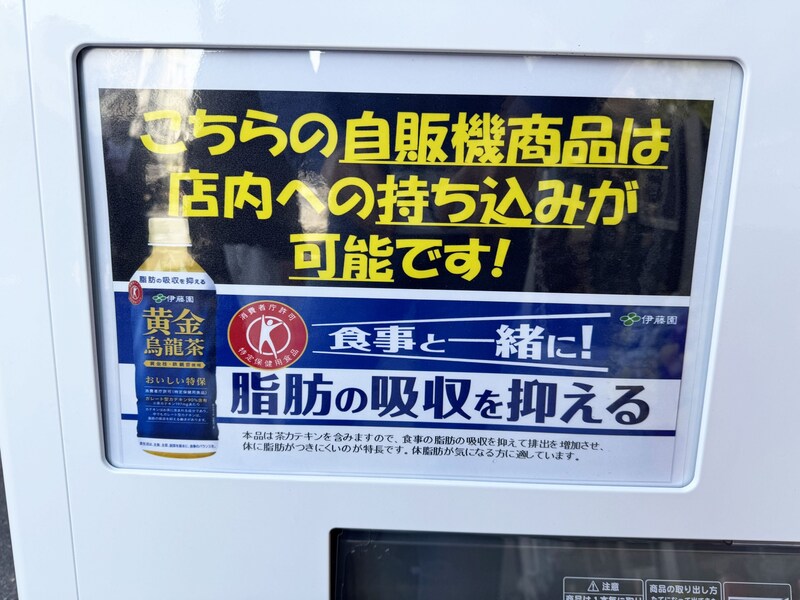 こちらの自販機商品は
店内への持ち込みが
可能です!
脂肪の吸収を抑える
伊藤園
黄金
烏龍茶
おいしい特保
消費者庁許可
特定保健用食品
食事と一緒に!
伊藤園
脂肪の吸収を抑える
本品は茶カテキンを含みますので、食事の脂肪の吸収を抑えて排出を増加させ、
体に脂肪がつきにくいのが特長です。体脂肪が気になる方に適しています。
注意
商品の取り出し方